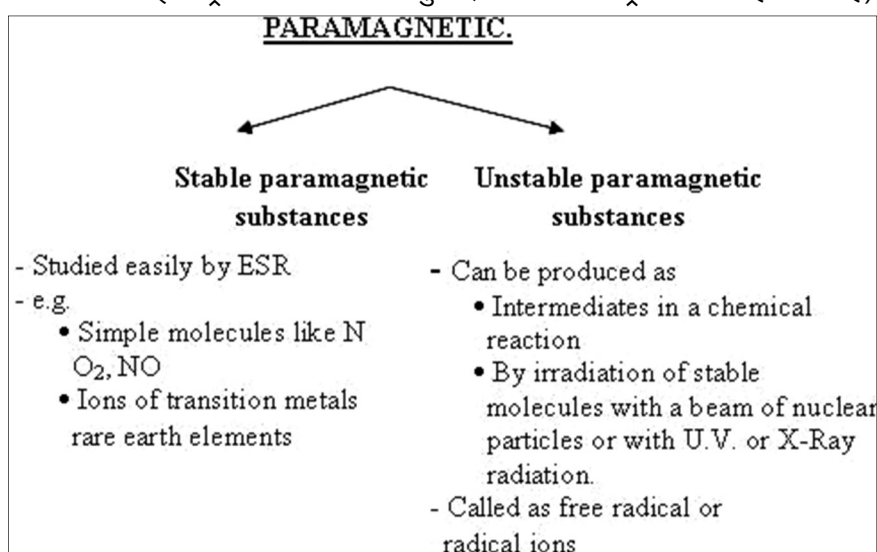 PARAMAGNETIC.
Stable paramagnetic
substances
- Studied easily by ESR
- e.g.
• Simple molecules like N
O2, NO
• Ions of transition metals
rare earth elements
Unstable paramagnetic
substances
- Can be produced as
• Intermediates in a chemical
reaction
• By irradiation of stable
molecules with a beam of nuclear
particles or with U.V. or X-Ray
radiation.
- Called as free radical or
radical ions